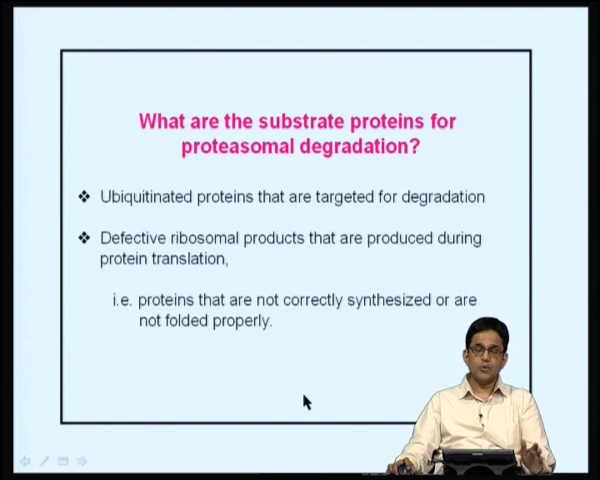 What are the substrate proteins for
proteasomal degradation?
❖ Ubiquitinated proteins that are targeted for degradation
❖ Defective ribosomal products that are produced during
protein translation,
i.e. proteins that are not correctly synthesized or are
not folded properly.